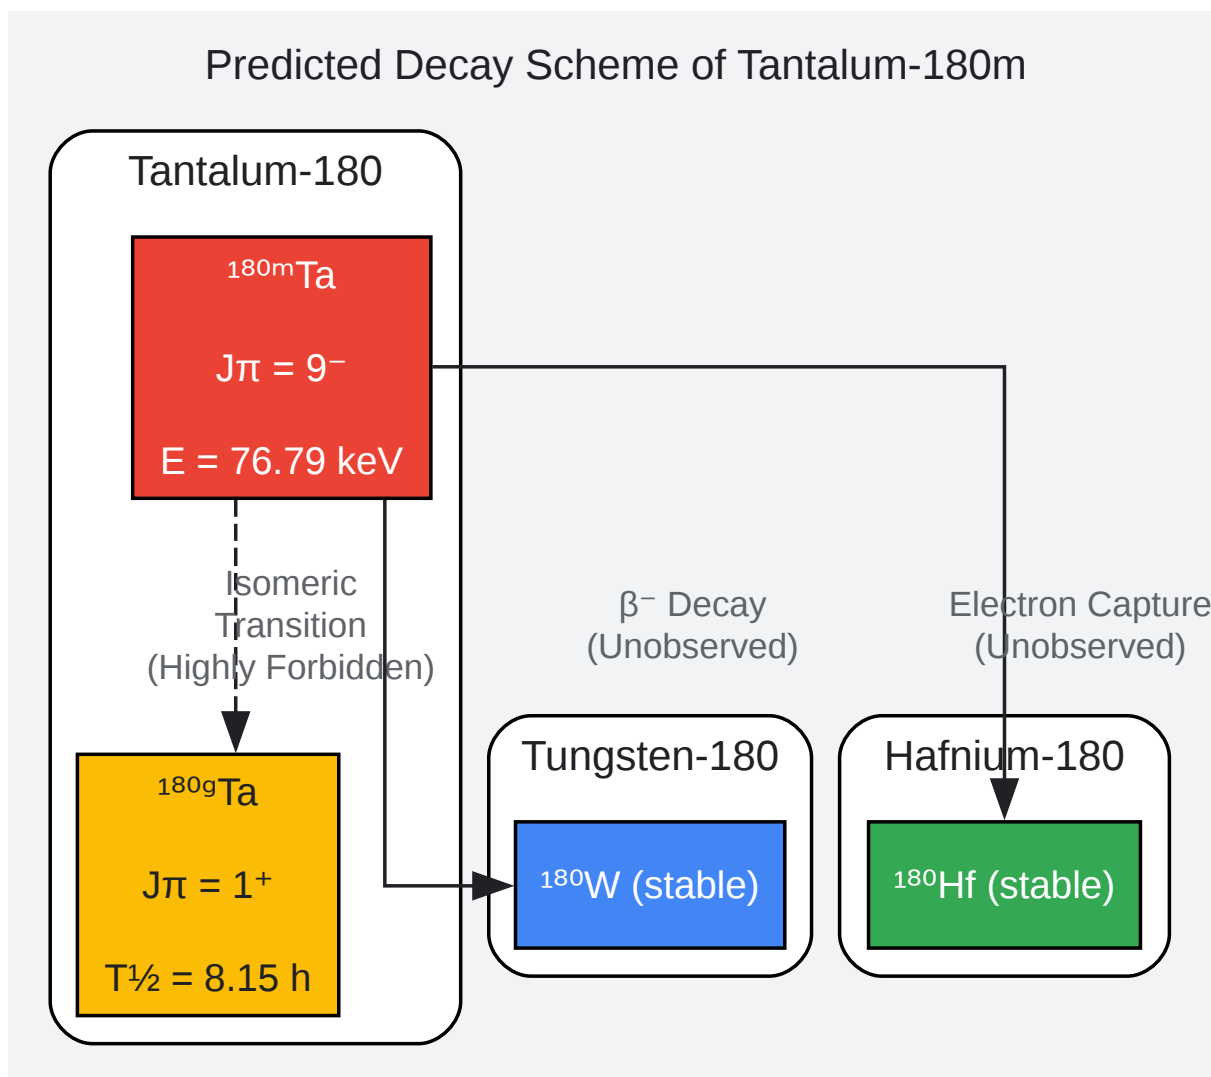 Predicted Decay Scheme of Tantalum-180m
Tantalum-180
¹⁸⁰ᵐTa
Jπ = 9⁻
E = 76.79 keV
Isomeric
Transition
(Highly Forbidden)
β⁻ Decay
(Unobserved)
Electron Capture
(Unobserved)
¹⁸⁰ᵍTa
Jπ = 1⁺
T½ = 8.15 h
Tungsten-180
¹⁸⁰W (stable)
Hafnium-180
¹⁸⁰Hf (stable)